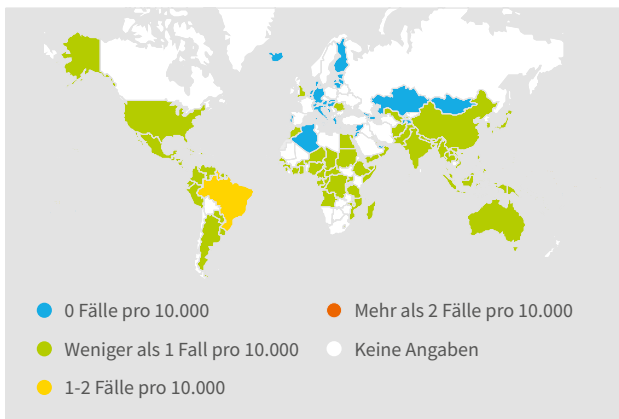 0 Fälle pro 10.000
Weniger als 1 Fall pro 10.000
1-2 Fälle pro 10.000
Mehr als 2 Fälle pro 10.000
Keine Angaben